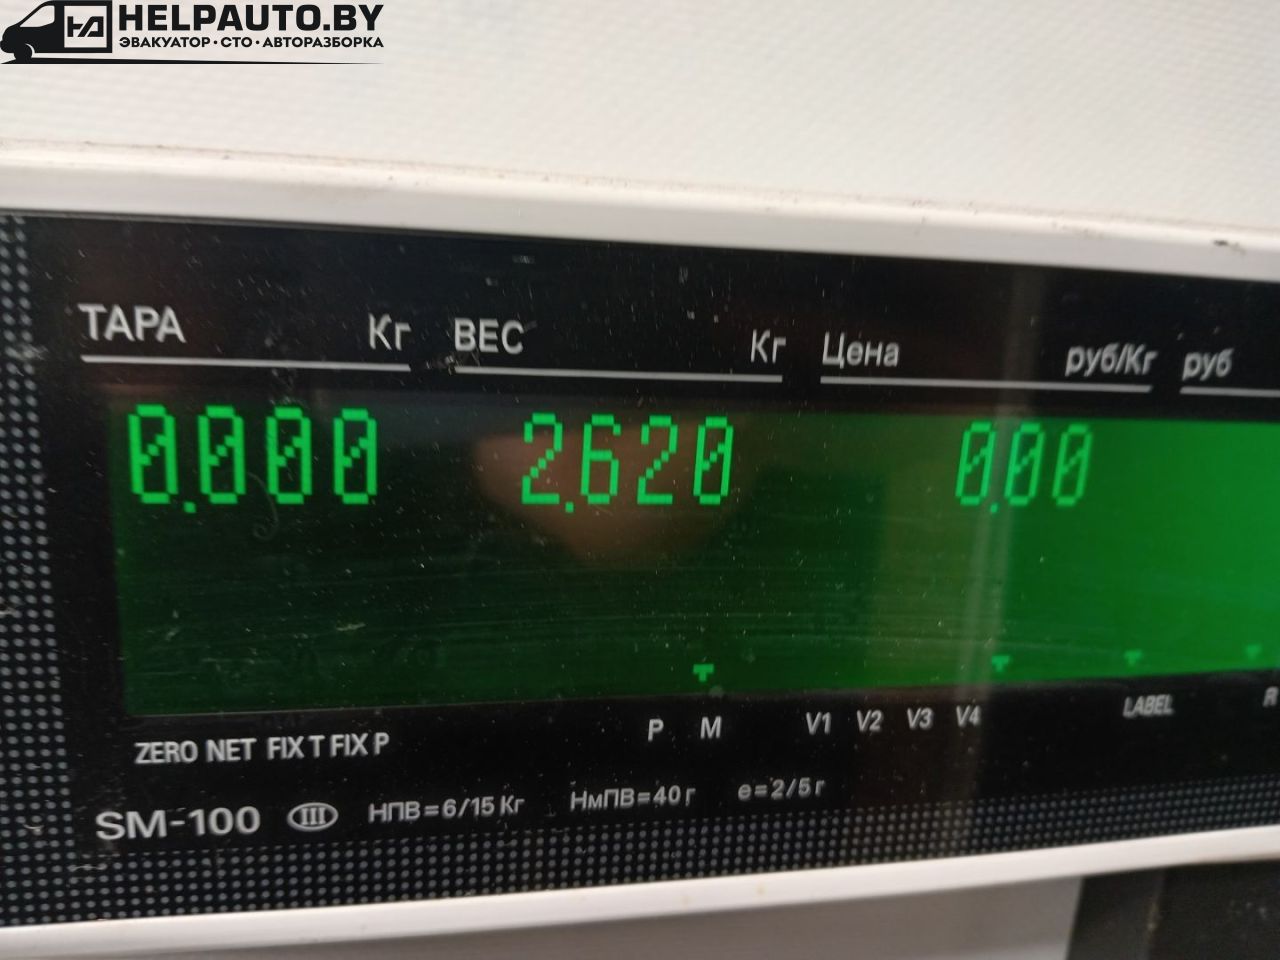 HELPAUTO.BY
ЭВАКУАТОР · СТО · АВТОРАЗБОРКА
ТАРА Кг ВЕС Кг Цена руб/Кг руб
0.000 2.620 0.00
P M V1 V2 V3 V4 LABEL R
ZERO NET FIX T FIX P
SM-100 III НПВ=6/15 Кг НмПВ=40 г e=2/5 г